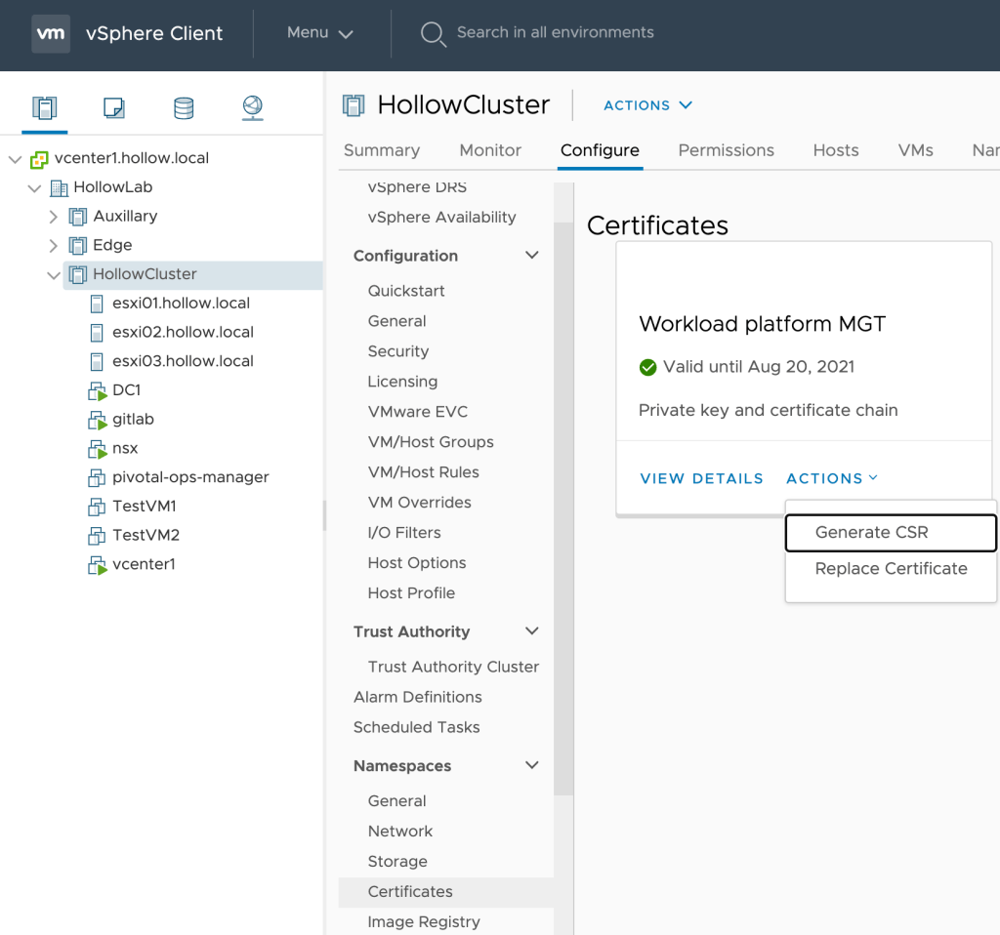 vm vSphere Client Menu Search in all environments
HollowCluster ACTIONS
Summary Monitor Configure Permissions Hosts VMs Nar
vcenter1.hollow.local
HollowLab
Auxillary
Edge
HollowCluster
esxi01.hollow.local
esxi02.hollow.local
esxi03.hollow.local
DC1
gitlab
nsx
pivotal-ops-manager
TestVM1
TestVM2
vcenter1
vSphere DRS
vSphere Availability
Configuration
Quickstart
General
Security
Licensing
VMware EVC
VM/Host Groups
VM/Host Rules
VM Overrides
I/O Filters
Host Options
Host Profile
Trust Authority
Trust Authority Cluster
Alarm Definitions
Scheduled Tasks
Namespaces
General
Network
Storage
Certificates
Image Registry
Certificates
Workload platform MGT
Valid until Aug 20, 2021
Private key and certificate chain
VIEW DETAILS ACTIONS
Generate CSR
Replace Certificate